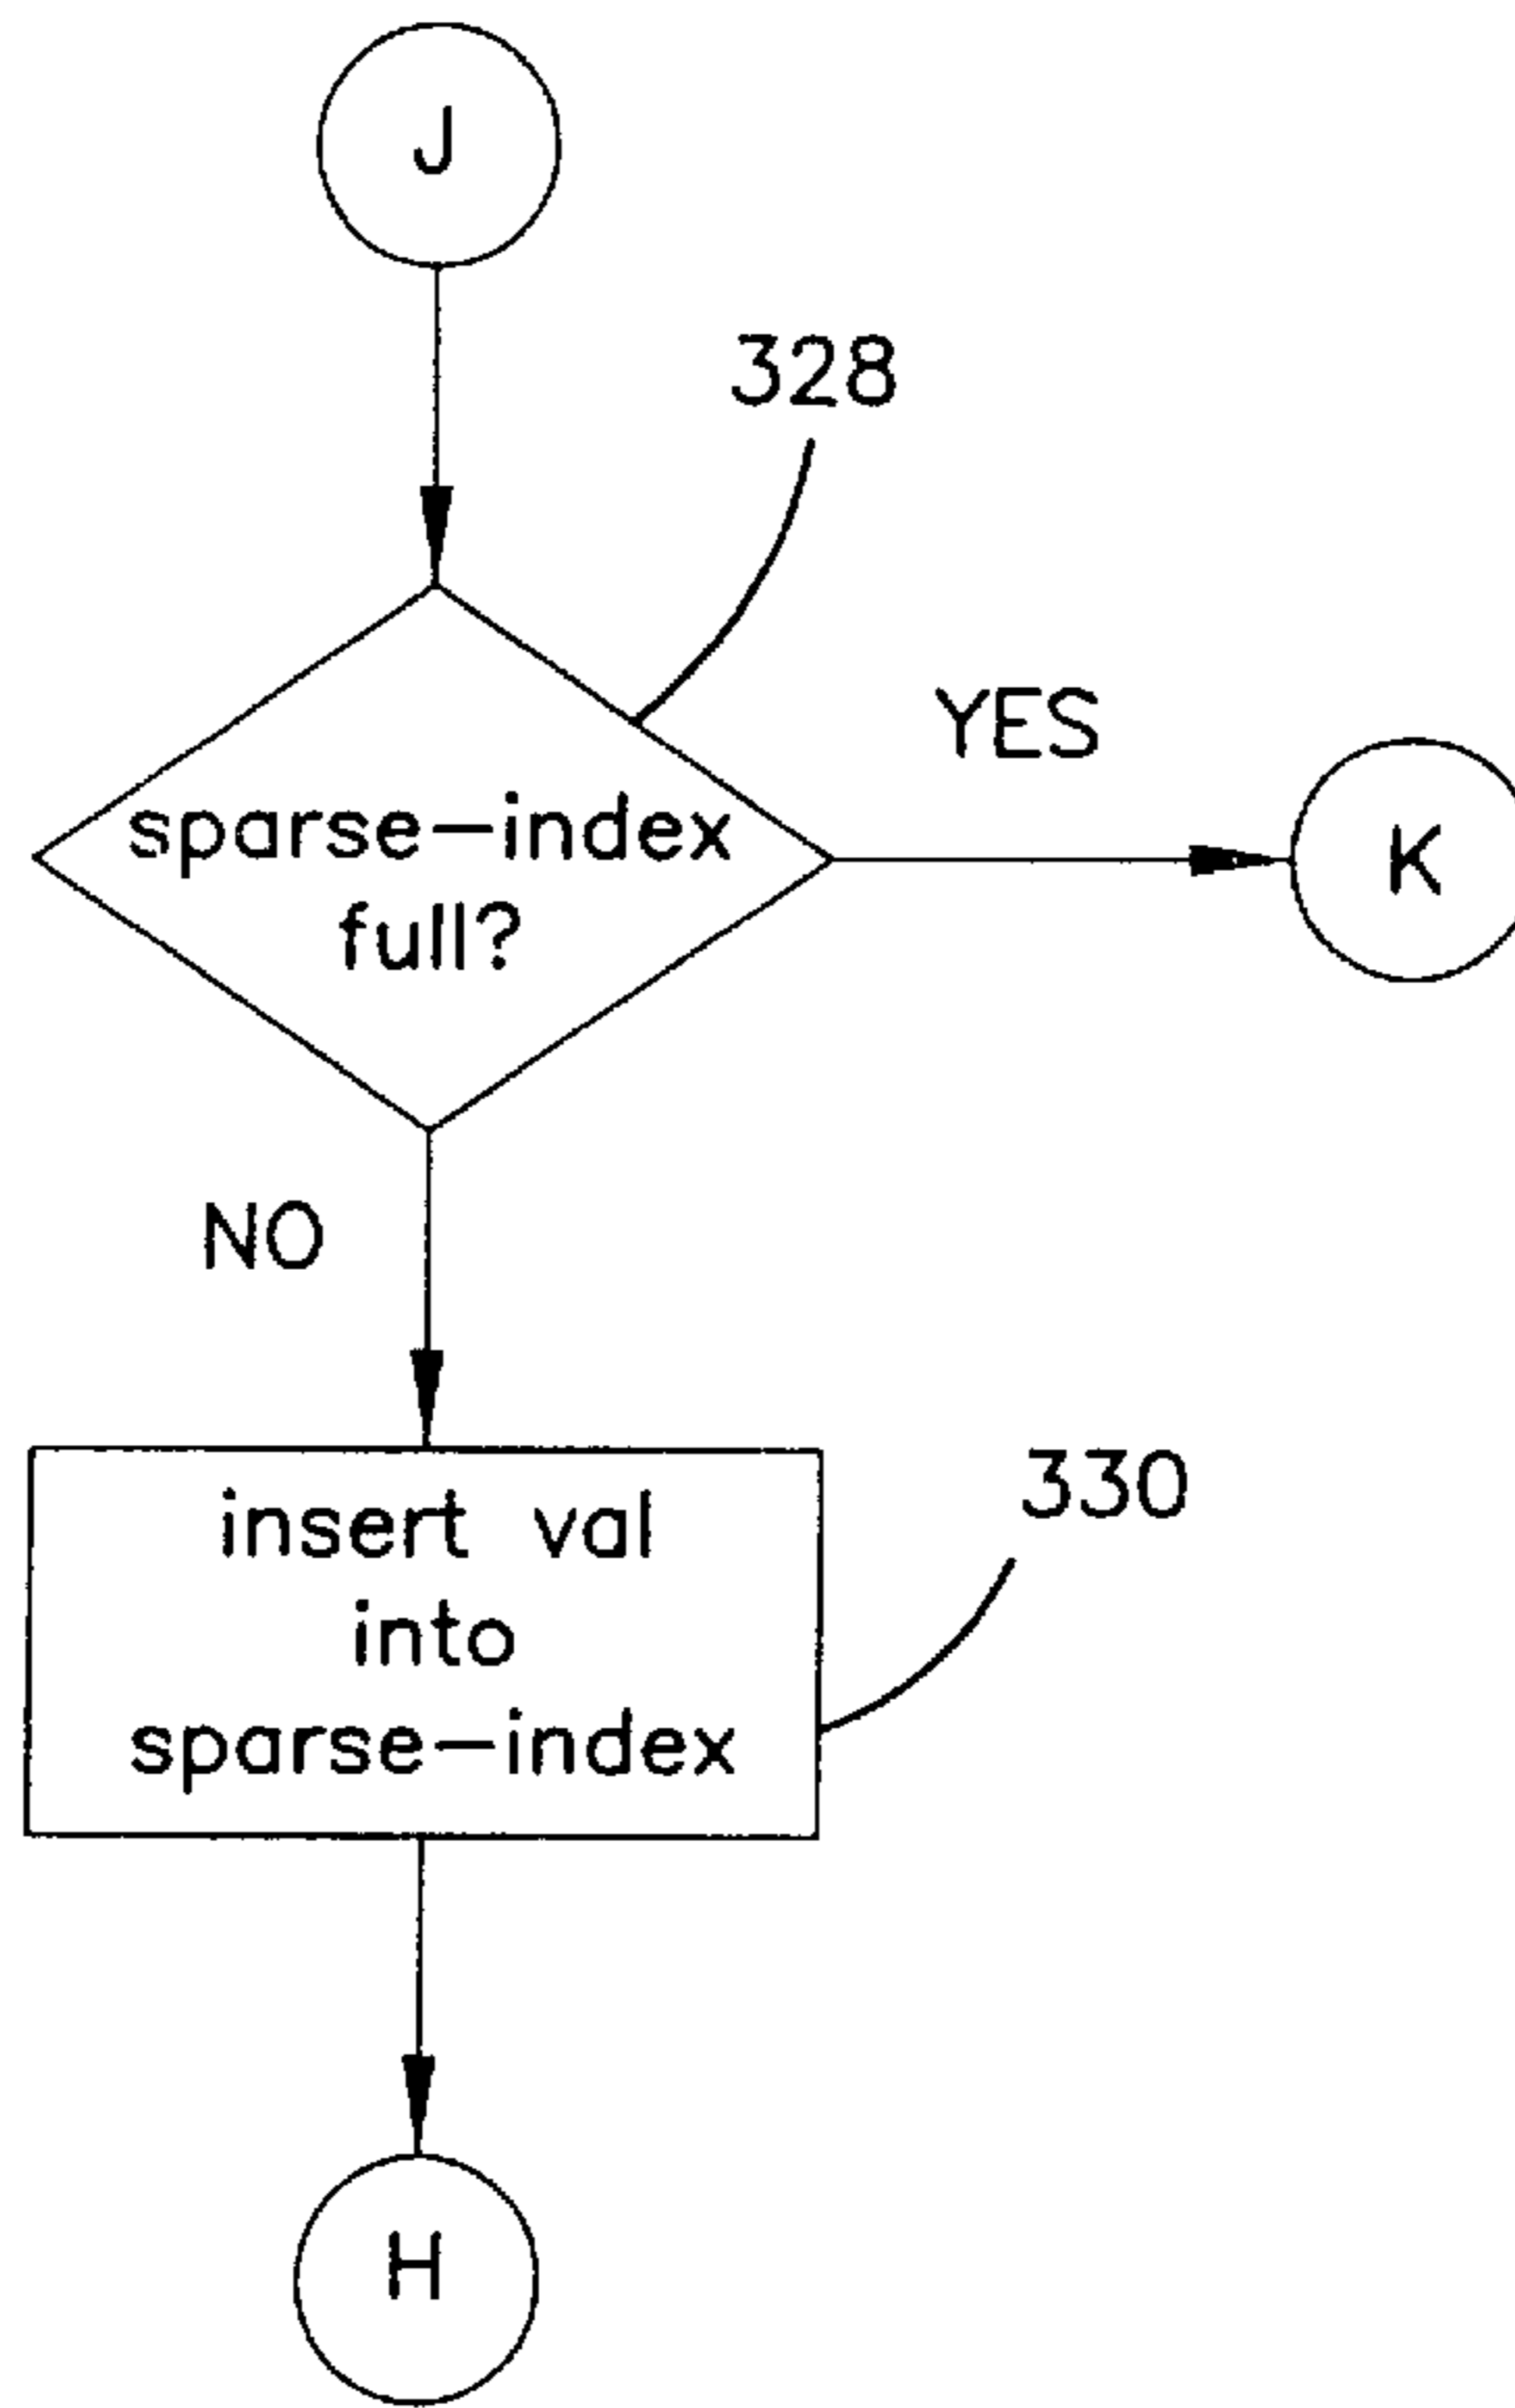 J
328
YES
sparse-index
full?
K
NO
330
insert val
into
sparse-index
H